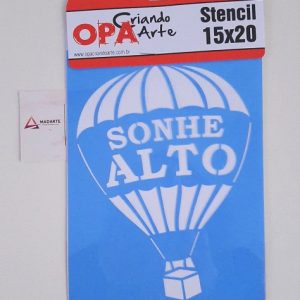 OPA Criando Arte
www.opacriandoarte.com.br
Stencil
15x20
MADARTE
SONHE
ALTO